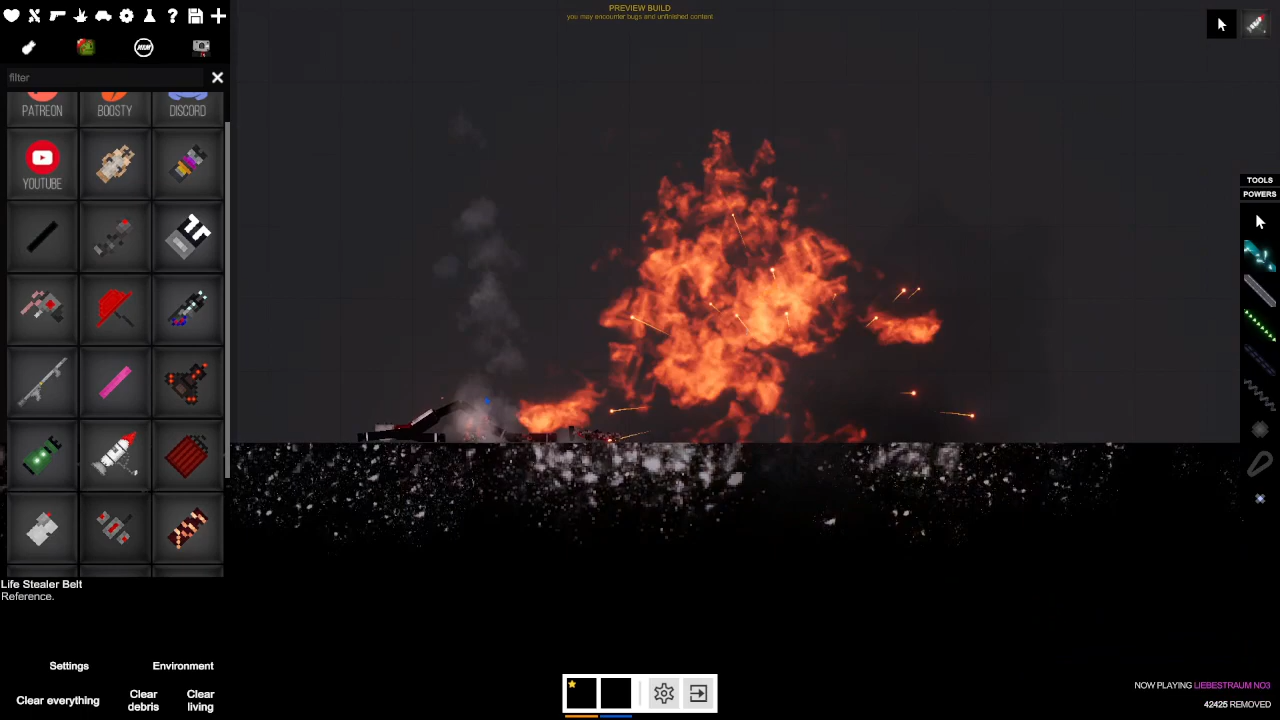 PREVIEW BUILD
you may encounter bugs and unfinished content
filter
PATREON
BOOSTY
DISCORD
YOUTUBE
Life Stealer Belt
Reference.
Settings
Environment
Clear everything
Clear
debris
Clear
living
TOOLS
POWERS
NOW PLAYING LIEBESTRAUM NO3
42425 REMOVED